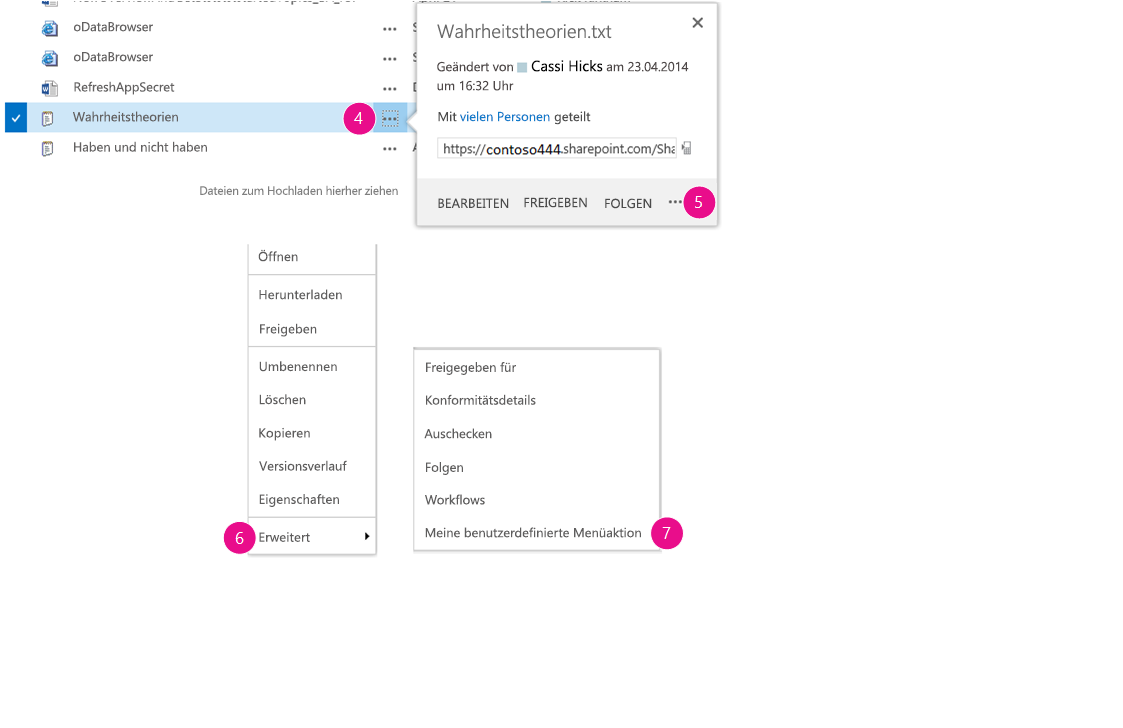 oDataBrowser
oDataBrowser
RefreshAppSecret
Wahrheitstheorien 4
Haben und nicht haben
Dateien zum Hochladen hierher ziehen
Wahrheitstheorien.txt
Geändert von Cassi Hicks am 23.04.2014
um 16:32 Uhr
Mit vielen Personen geteilt
https://contoso444.sharepoint.com/Sha
BEARBEITEN FREIGEBEN FOLGEN ... 5
Öffnen
Herunterladen
Freigeben
Umbenennen
Löschen
Kopieren
Versionsverlauf
Eigenschaften
6 Erweitert
Freigegeben für
Konformitätsdetails
Auschecken
Folgen
Workflows
Meine benutzerdefinierte Menüaktion 7